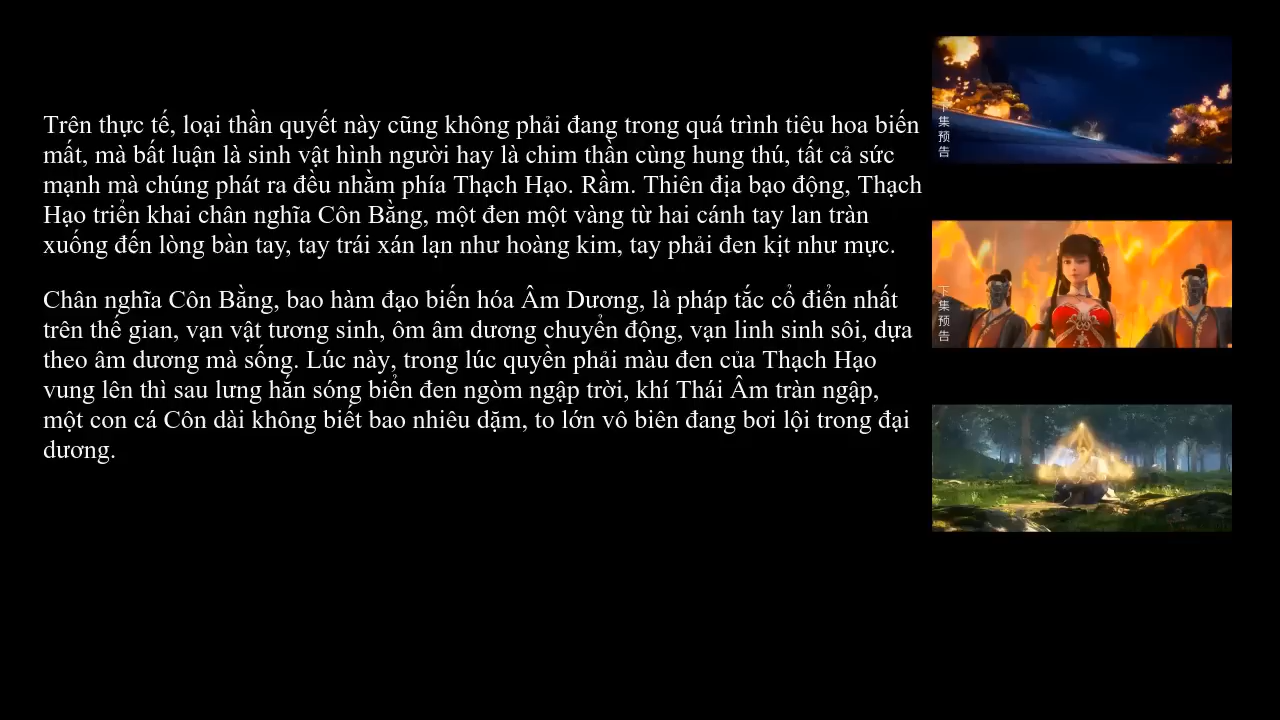 Trên thực tế, loại thần quyết này cũng không phải đang trong quá trình tiêu hoa biến
mất, mà bất luận là sinh vật hình người hay là chim thần cùng hung thú, tất cả sức
mạnh mà chúng phát ra đều nhằm phía Thạch Hạo. Rầm. Thiên địa bạo động, Thạch
Hạo triển khai chân nghĩa Côn Bằng, một đen một vàng từ hai cánh tay lan tràn
xuống đến lòng bàn tay, tay trái xán lạn như hoàng kim, tay phải đen kịt như mực.
Chân nghĩa Côn Bằng, bao hàm đạo biến hóa Âm Dương, là pháp tắc cổ điển nhất
trên thế gian, vạn vật tương sinh, ôm âm dương chuyển động, vạn linh sinh sôi, dựa
theo âm dương mà sống. Lúc này, trong lúc quyền phải màu đen của Thạch Hạo
vung lên thì sau lưng hắn sóng biển đen ngòm ngập trời, khí Thái Âm tràn ngập,
một con cá Côn dài không biết bao nhiêu dặm, to lớn vô biên đang bơi lội trong đại
dương.
下集预告
下集预告